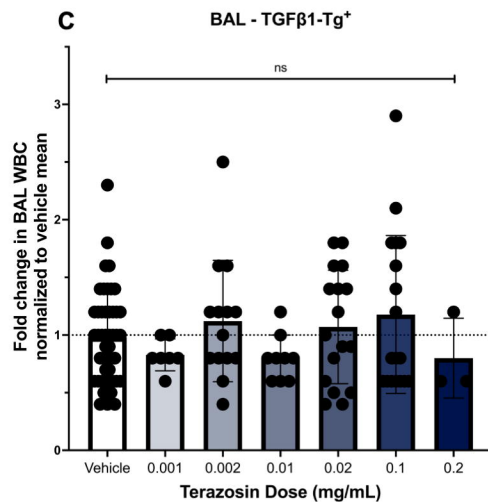 C
BAL - TGFβ1-Tg⁺
ns
Fold change in BAL WBC
normalized to vehicle mean
3
2
1
0
Vehicle 0.001 0.002 0.01 0.02 0.1 0.2
Terazosin Dose (mg/mL)